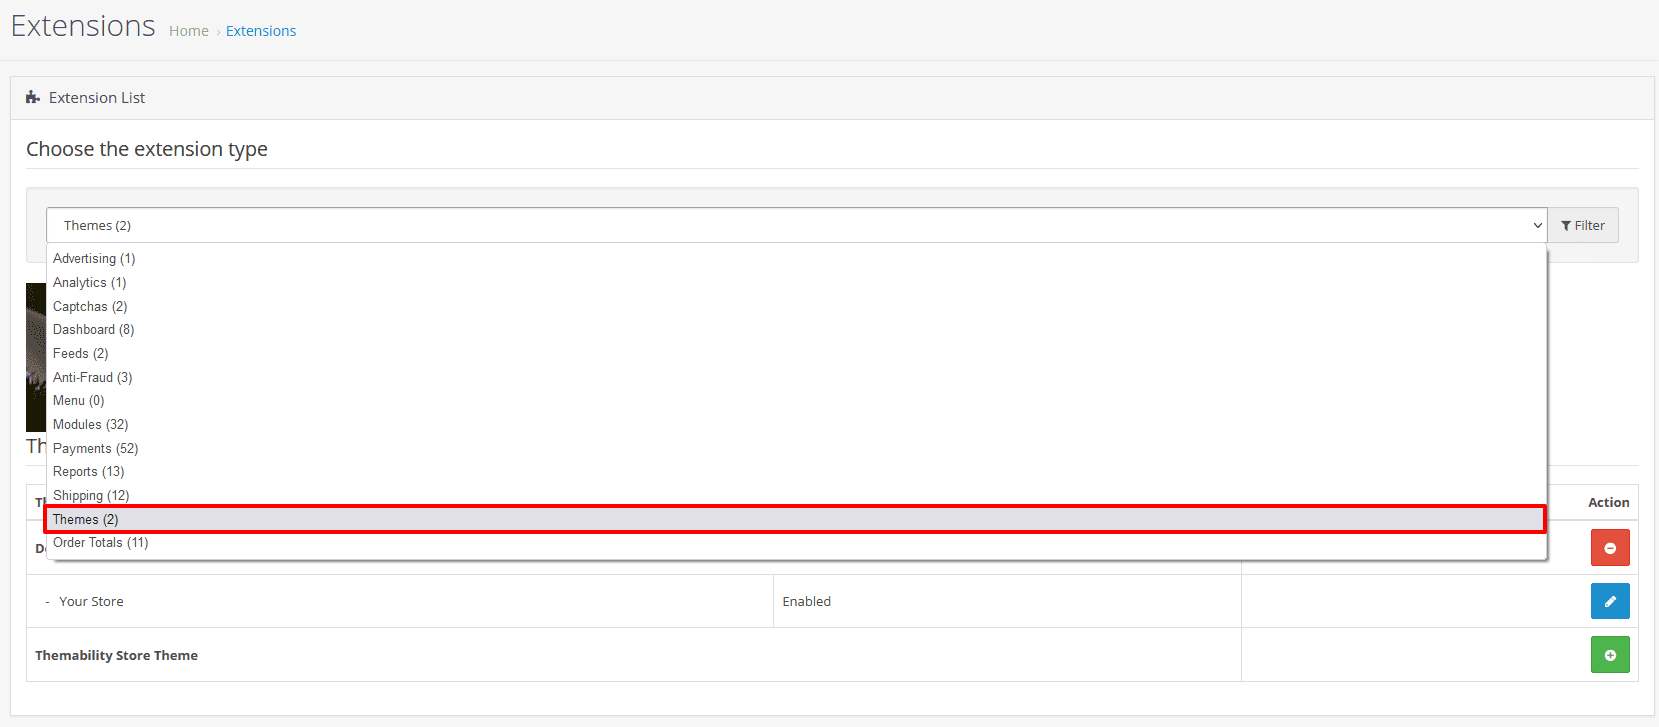 Extensions Home › Extensions
Extension List
Choose the extension type
Themes (2) Filter
Advertising (1)
Analytics (1)
Captchas (2)
Dashboard (8)
Feeds (2)
Anti-Fraud (3)
Menu (0)
Modules (32)
Payments (52)
Reports (13)
Shipping (12)
Action
Themes (2)
Order Totals (11)
- Your Store Enabled
Themability Store Theme